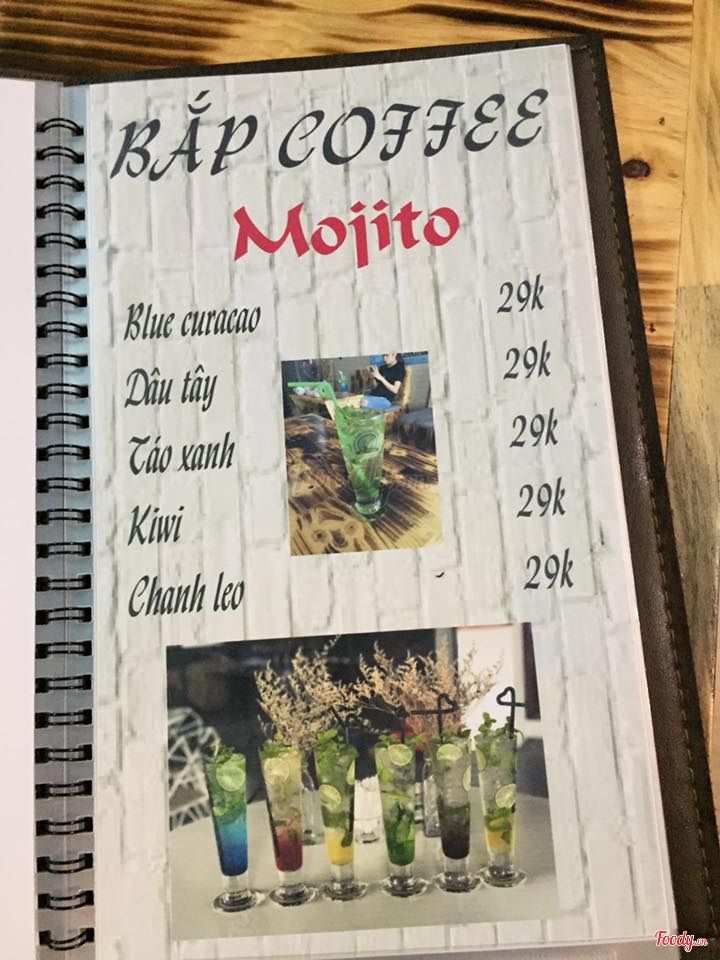 BẮP COFFEE
Mojito
Blue curacao 29k
Dâu tây 29k
Táo xanh 29k
Kiwi 29k
Chanh leo 29k
Foody.vn